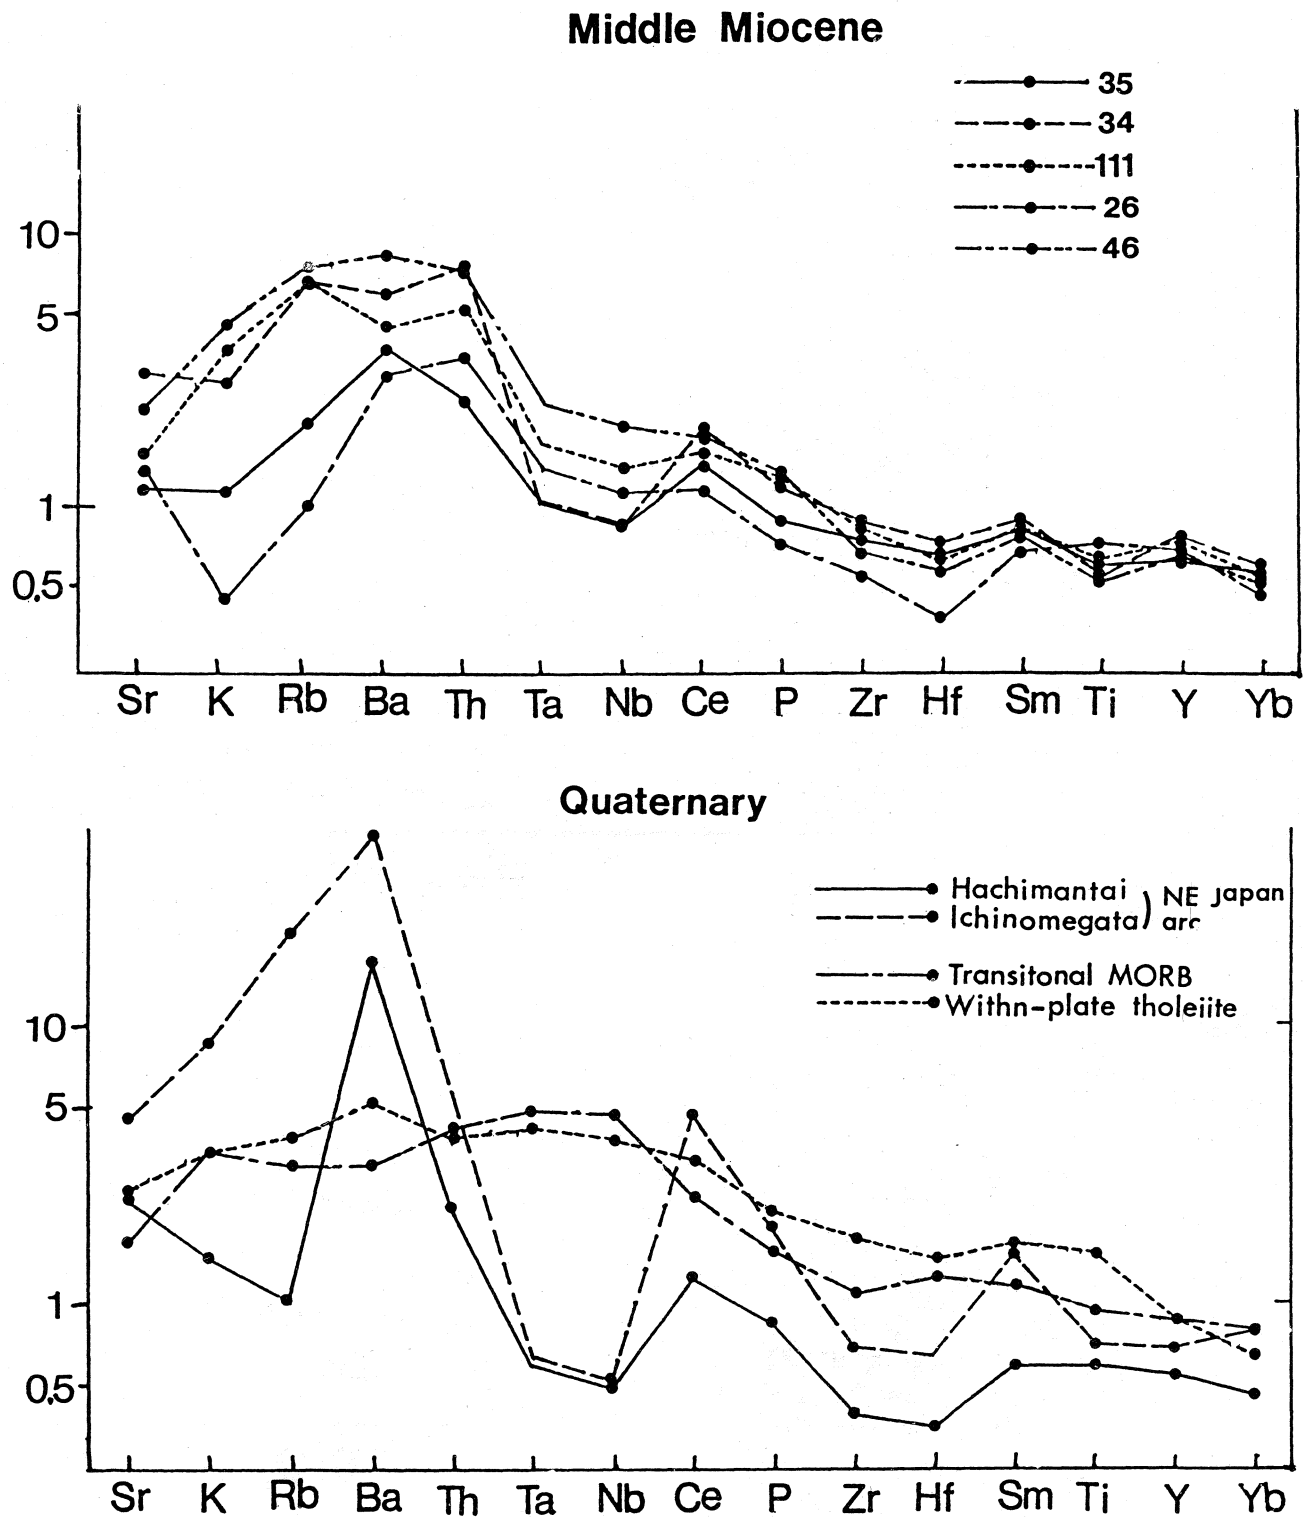 Middle Miocene
35
34
111
26
46
10
5
1
0.5
Sr K Rb Ba Th Ta Nb Ce P Zr Hf Sm Ti Y Yb
Quaternary
Hachimantai
Ichinomegata
) NE Japan
arc
Transitonal MORB
Withn-plate tholeiite
10
5
1
0.5
Sr K Rb Ba Th Ta Nb Ce P Zr Hf Sm Ti Y Yb